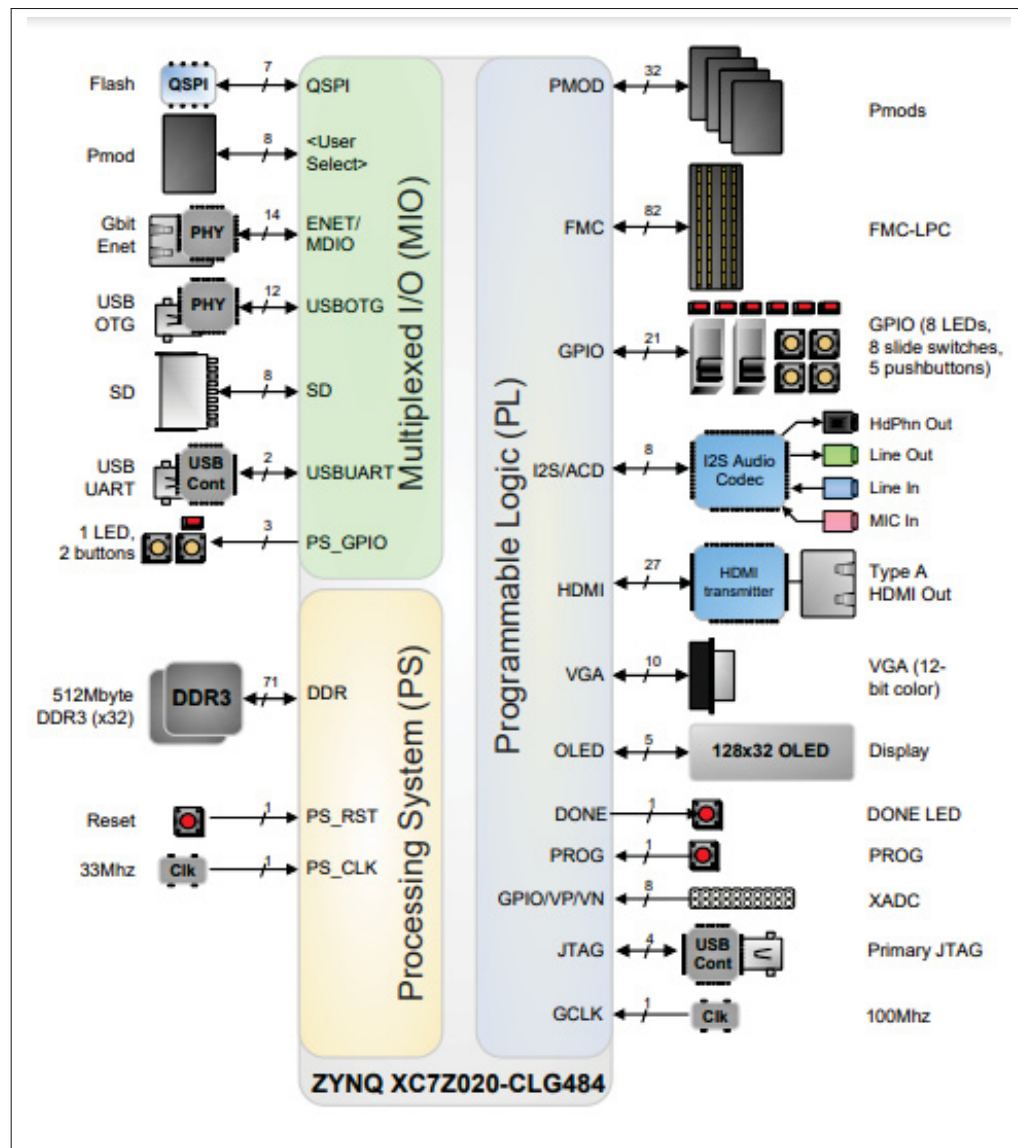 Flash
QSPI
7
QSPI
Pmod
8
<User
Select>
Gbit
Enet
PHY
14
ENET/
MDIO
USB
OTG
PHY
12
USBOTG
SD
8
SD
USB
UART
USB
Cont
2
USBUART
1 LED,
2 buttons
3
PS_GPIO
Multiplexed I/O (MIO)
512Mbyte
DDR3 (x32)
DDR3
71
DDR
Reset
1
PS_RST
33Mhz
Clk
1
PS_CLK
Processing System (PS)
Programmable Logic (PL)
PMOD
32
Pmods
FMC
82
FMC-LPC
GPIO
21
GPIO (8 LEDs,
8 slide switches,
5 pushbuttons)
I2S/ACD
8
I2S Audio
Codec
HdPhn Out
Line Out
Line In
MIC In
HDMI
27
HDMI
transmitter
Type A
HDMI Out
VGA
10
VGA (12-
bit color)
OLED
5
128x32 OLED
Display
DONE
1
DONE LED
PROG
1
PROG
GPIO/VP/VN
8
XADC
JTAG
4
USB
Cont
Primary JTAG
GCLK
1
Clk
100Mhz
ZYNQ XC7Z020-CLG484